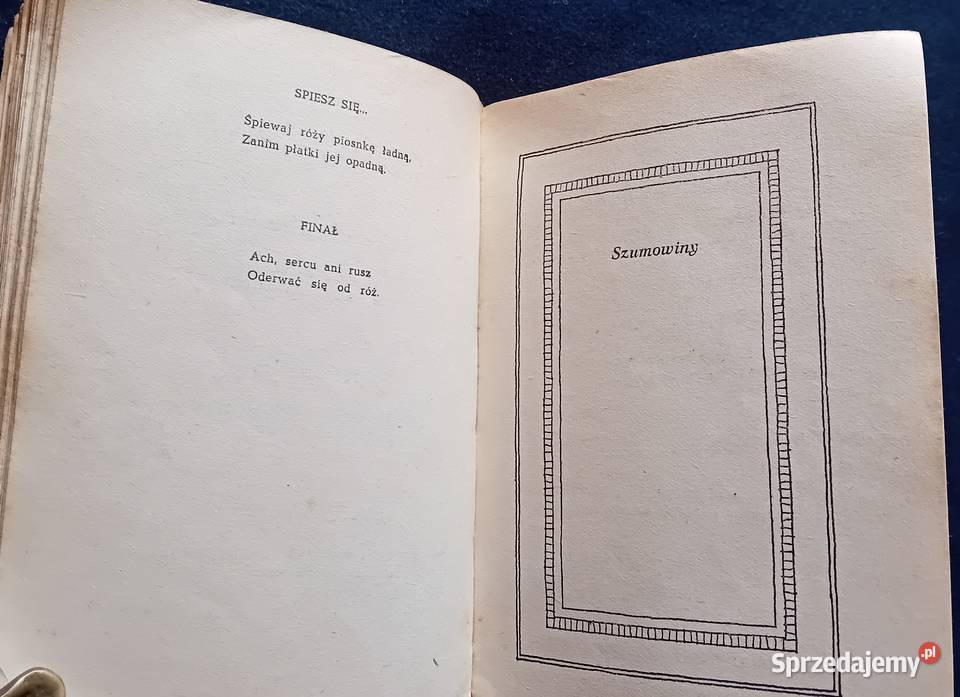 SPIESZ SIĘ...
Śpiewaj róży piosnkę ładną,
Zanim płatki jej opadną.
FINAŁ
Ach, sercu ani rusz
Oderwać się od róż.
Szumowiny
Sprzedajemy.pl